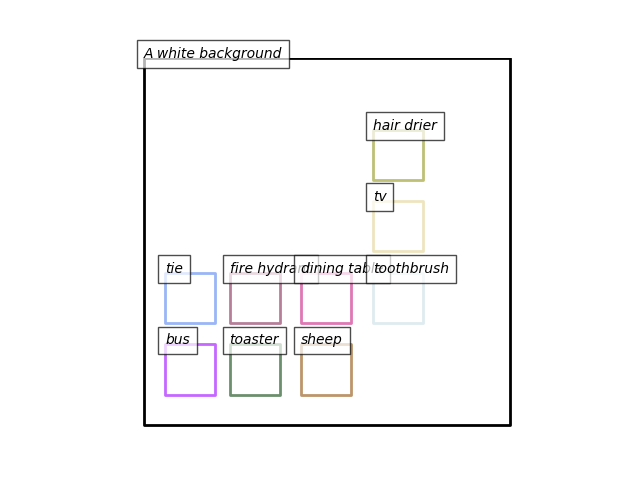 A white background
hair drier
tv
tie
fire hydrant
dining table
toothbrush
bus
toaster
sheep